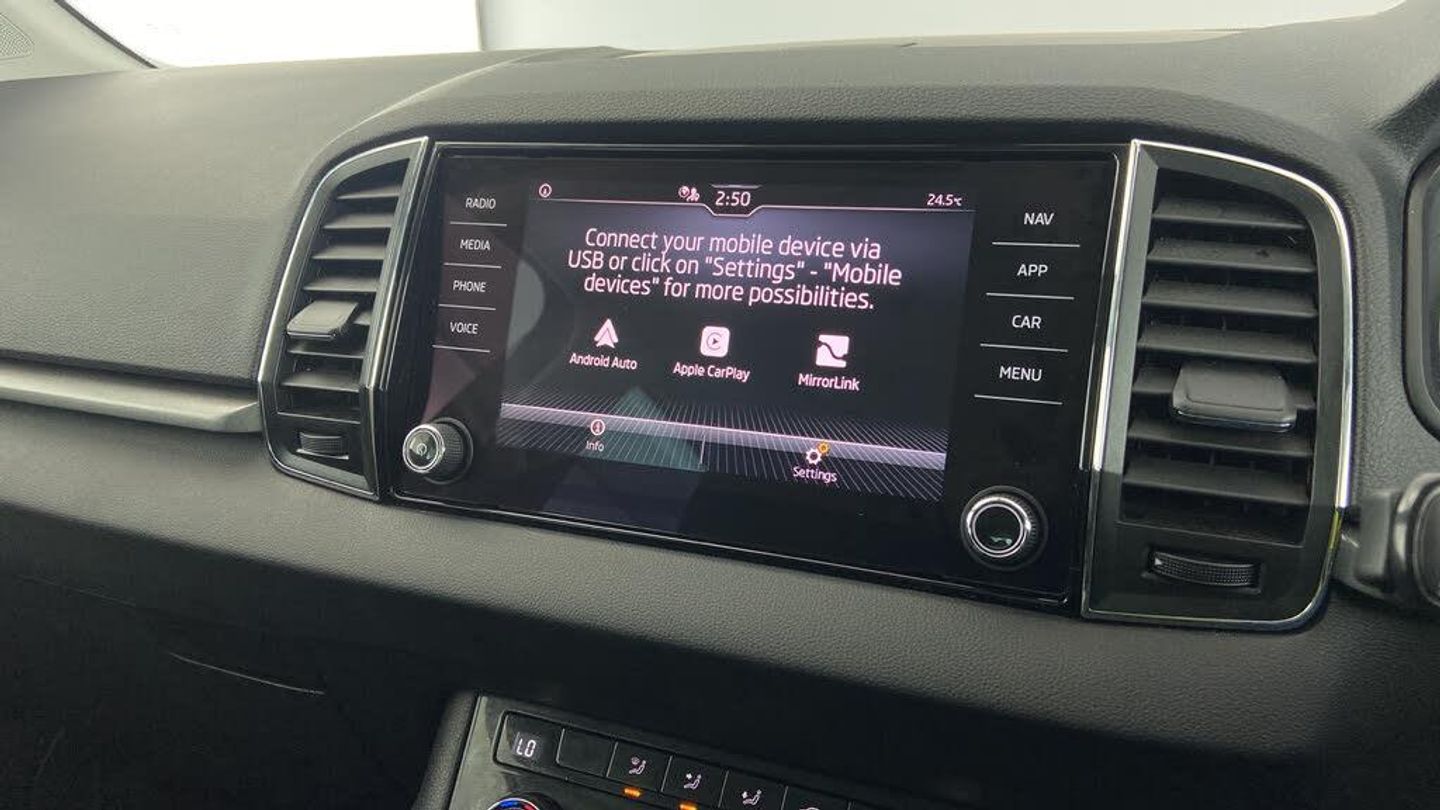 2:50
24.5°C
RADIO
MEDIA
PHONE
VOICE
Connect your mobile device via
USB or click on "Settings" - "Mobile
devices" for more possibilities.
Android Auto
Apple CarPlay
MirrorLink
Info
Settings
NAV
APP
CAR
MENU
LO